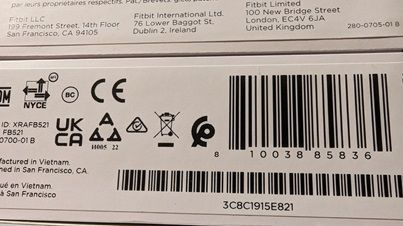 par leurs propriétaires respectifs. Pat./Brevets:
Fitbit LLC
199 Fremont Street, 14th Floor
San Francisco, CA 94105
Fitbit International Ltd.
76 Lower Baggot St,
Dublin 2, Ireland
Fitbit Limited
100 New Bridge Street
London, EC4V 6JA
United Kingdom
280-0705-01 B
NYCE
BC
CE
ID: XRAFB521
FB521
0700-01 B
UK
CA
H005 22
factured in Vietnam.
ned in San Francisco, CA.
qué en Vietnam.
à San Francisco
8 10038 85836
3C8C1915E821